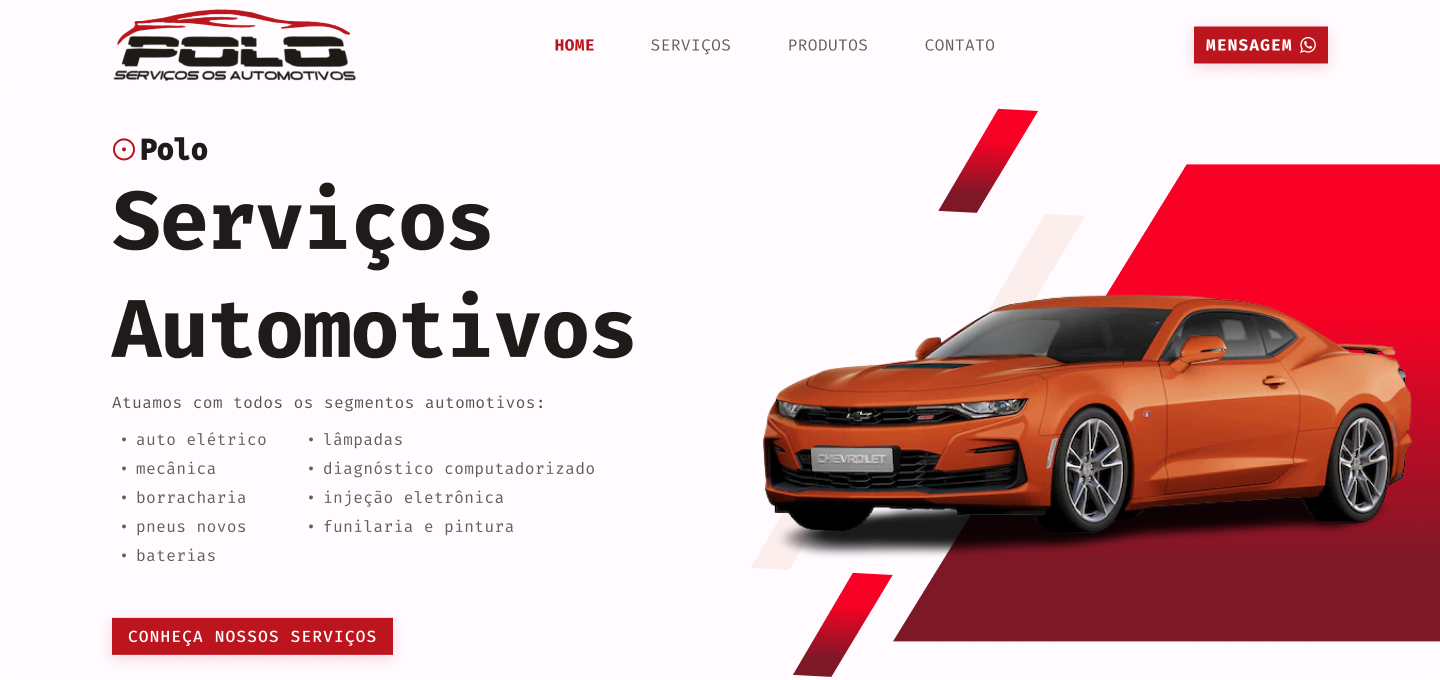 POLO
SERVIÇOS OS AUTOMOTIVOS
HOME SERVIÇOS PRODUTOS CONTATO
MENSAGEM
Polo
Serviços
Automotivos
Atuamos com todos os segmentos automotivos:
• auto elétrico
• mecânica
• borracharia
• pneus novos
• baterias
• lâmpadas
• diagnóstico computadorizado
• injeção eletrônica
• funilaria e pintura
CHEVROLET
CONHEÇA NOSSOS SERVIÇOS